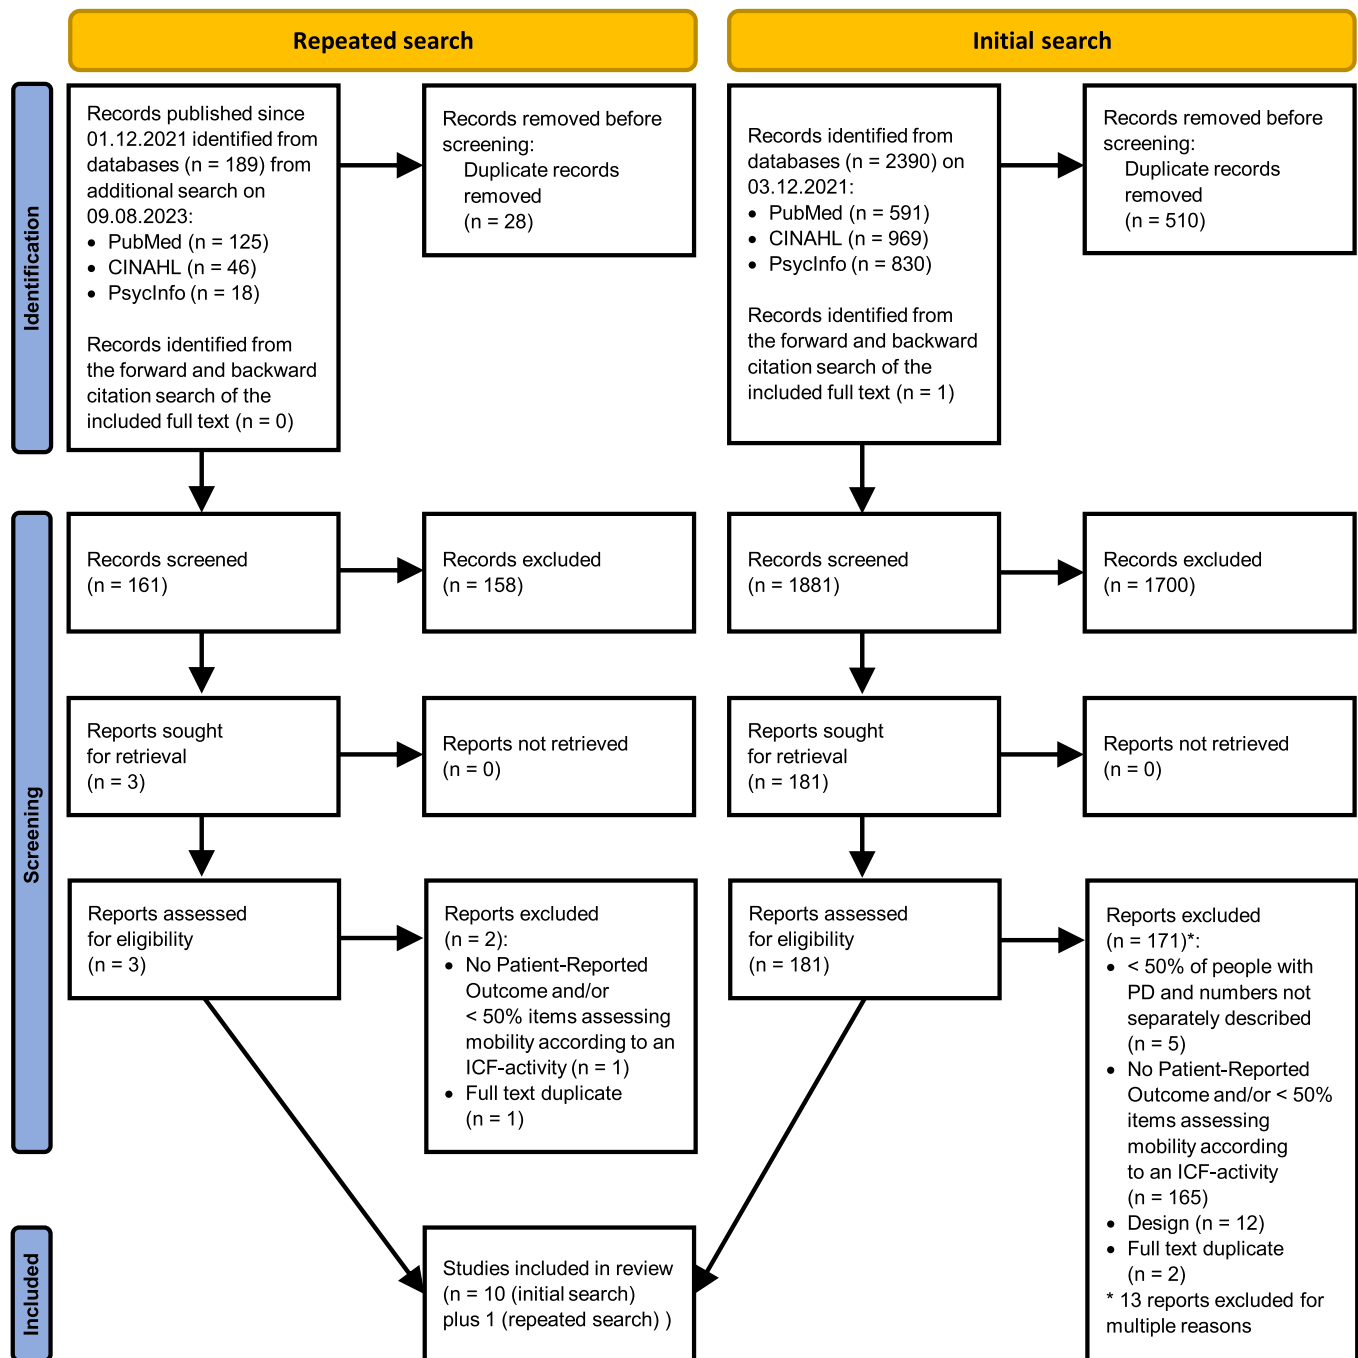 Repeated search
Initial search
Identification
Records published since
01.12.2021 identified from
databases (n = 189) from
additional search on
09.08.2023:
• PubMed (n = 125)
• CINAHL (n = 46)
• PsycInfo (n = 18)
Records identified from
the forward and backward
citation search of the
included full text (n = 0)
Records removed before
screening:
Duplicate records
removed
(n = 28)
Records identified from
databases (n = 2390) on
03.12.2021:
• PubMed (n = 591)
• CINAHL (n = 969)
• PsycInfo (n = 830)
Records identified from
the forward and backward
citation search of the
included full text (n = 1)
Records removed before
screening:
Duplicate records
removed
(n = 510)
Screening
Records screened
(n = 161)
Records excluded
(n = 158)
Records screened
(n = 1881)
Records excluded
(n = 1700)
Reports sought
for retrieval
(n = 3)
Reports not retrieved
(n = 0)
Reports sought
for retrieval
(n = 181)
Reports not retrieved
(n = 0)
Reports assessed
for eligibility
(n = 3)
Reports excluded
(n = 2):
• No Patient-Reported
Outcome and/or
< 50% items assessing
mobility according to an
ICF-activity (n = 1)
• Full text duplicate
(n = 1)
Reports assessed
for eligibility
(n = 181)
Reports excluded
(n = 171)*:
• < 50% of people with
PD and numbers not
separately described
(n = 5)
• No Patient-Reported
Outcome and/or < 50%
items assessing
mobility according
to an ICF-activity
(n = 165)
• Design (n = 12)
• Full text duplicate
(n = 2)
* 13 reports excluded for
multiple reasons
Included
Studies included in review
(n = 10 (initial search)
plus 1 (repeated search) )